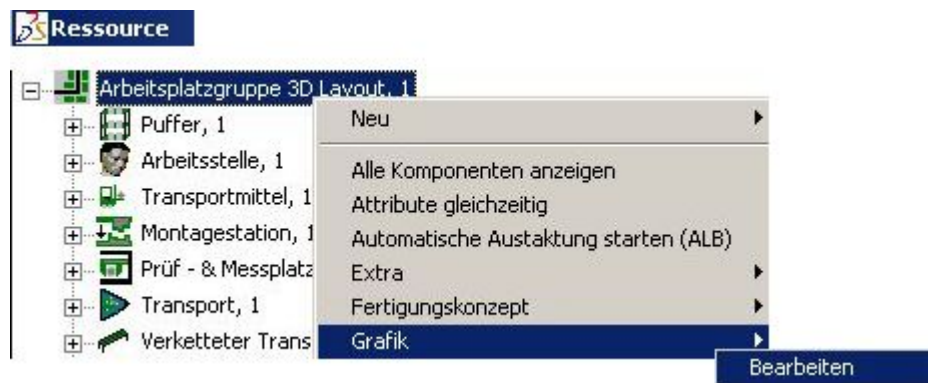 Ressource
Arbeitsplatzgruppe 3D Layout, 1
Puffer, 1
Arbeitsstelle, 1
Transportmittel, 1
Montagestation, 1
Prüf - & Messplatz
Transport, 1
Verketteter Trans
Neu
Alle Komponenten anzeigen
Attribute gleichzeitig
Automatische Austaktung starten (ALB)
Extra
Fertigungskonzept
Grafik
Bearbeiten